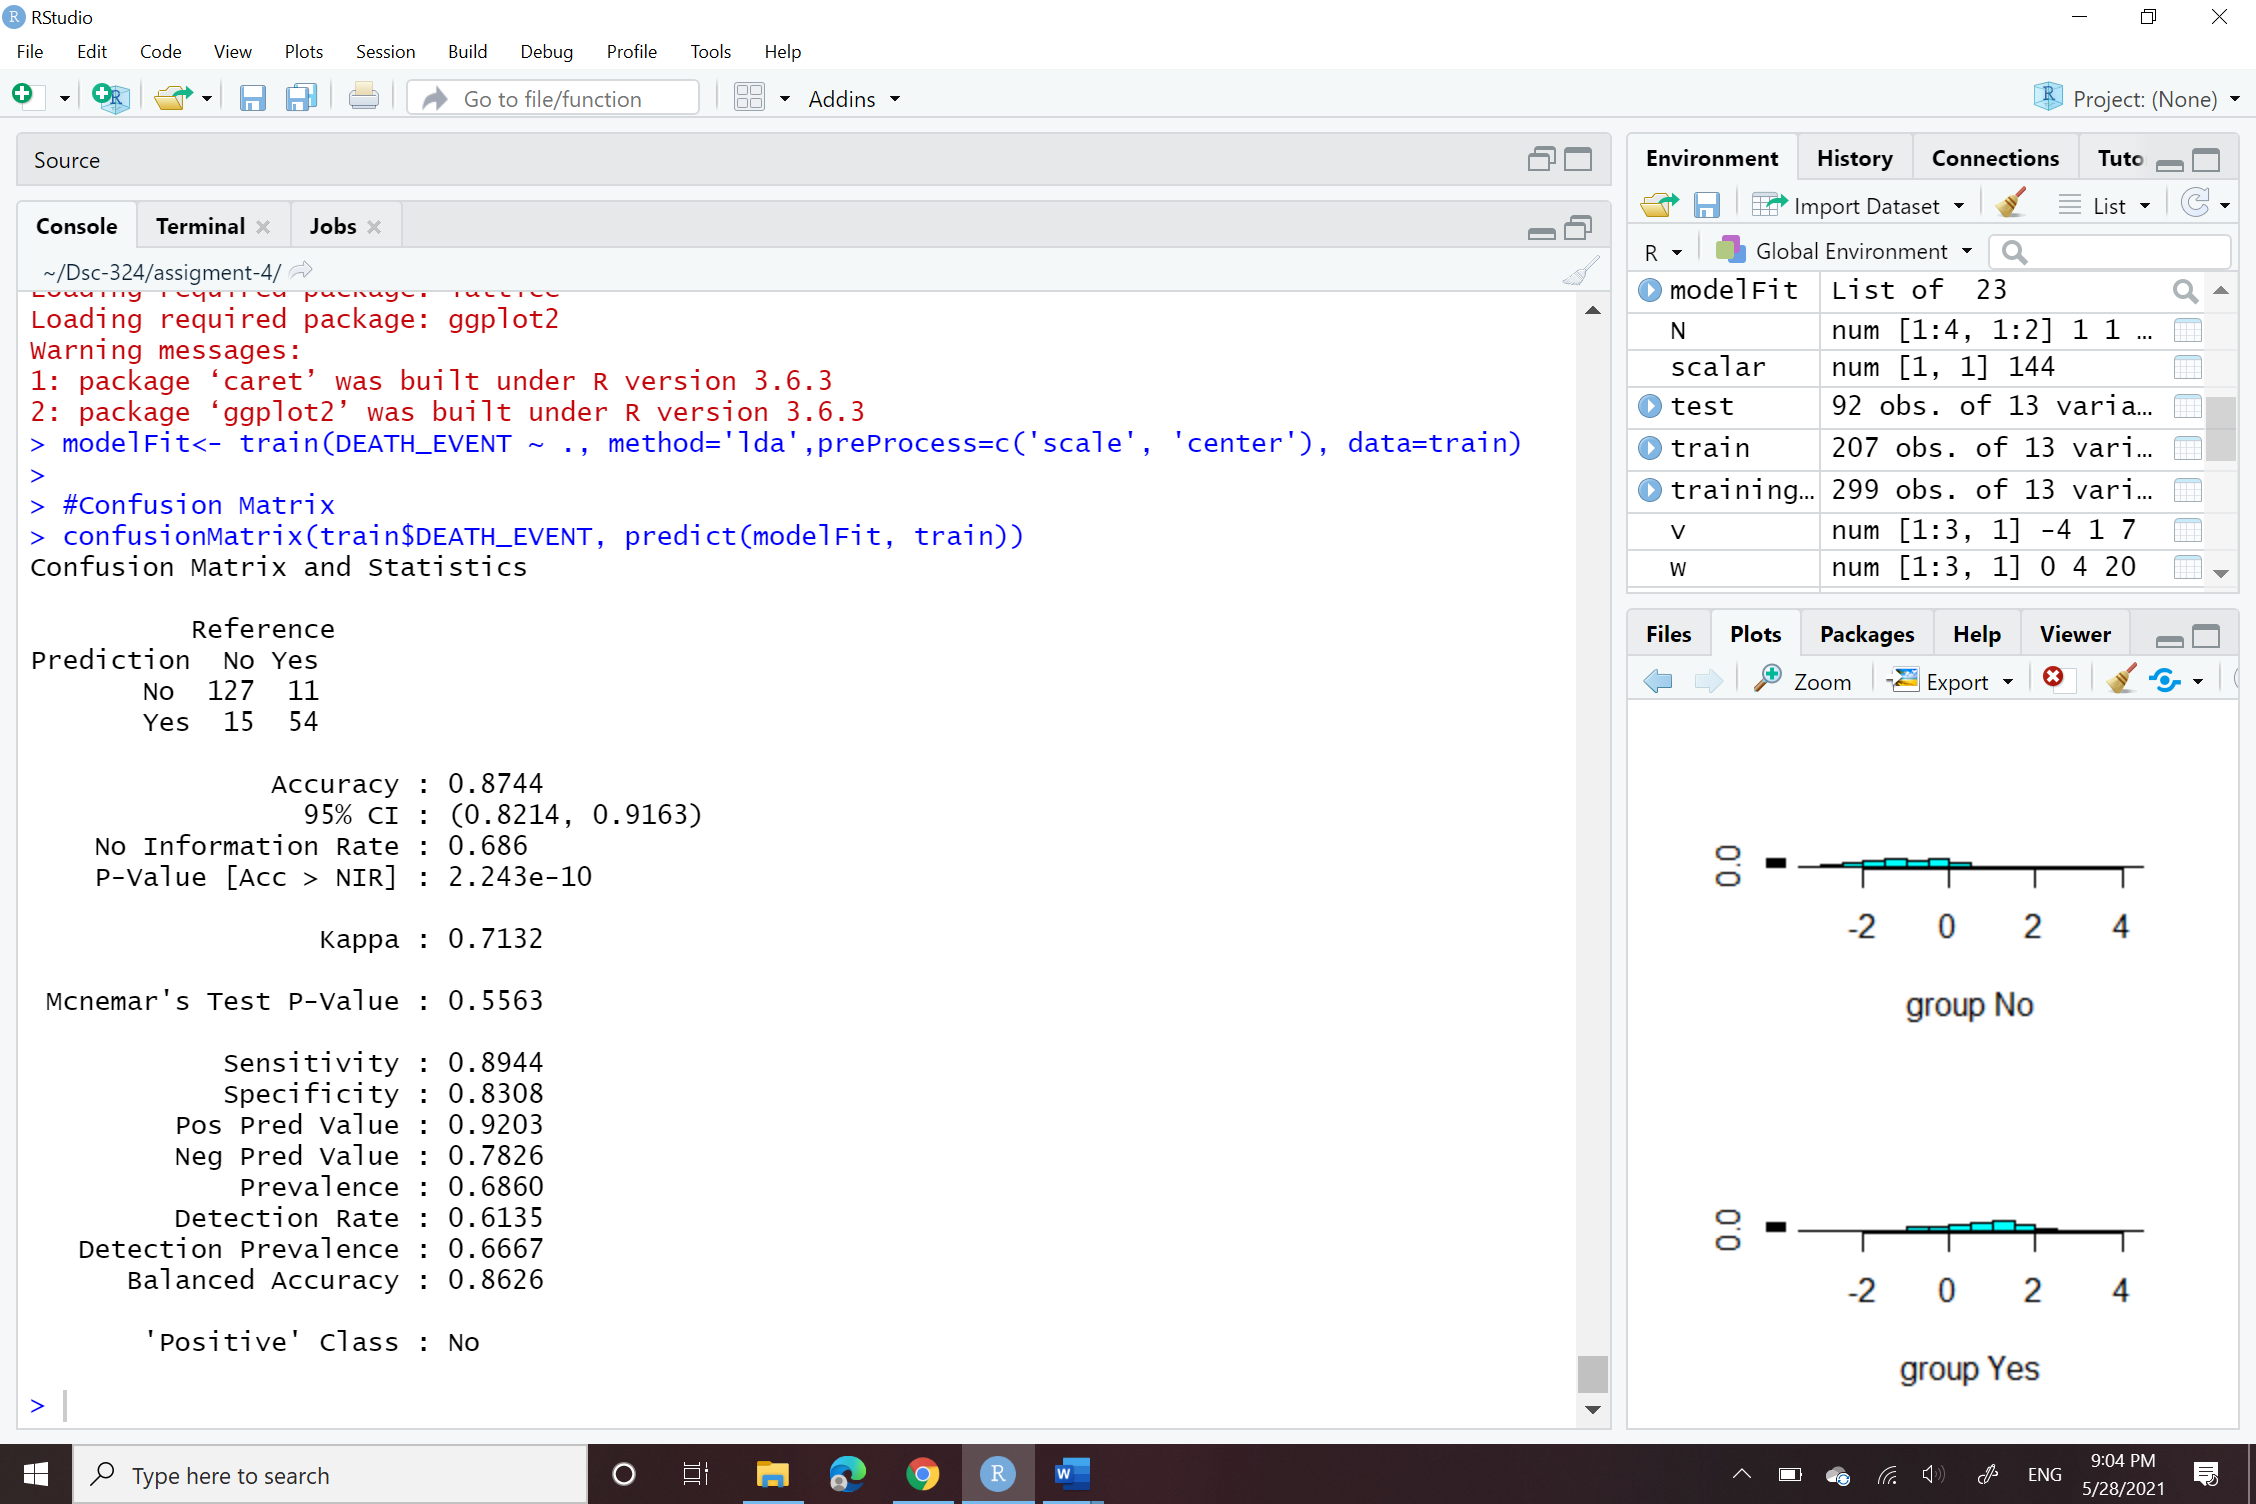 RStudio
File Edit Code View Plots Session Build Debug Profile Tools Help
Go to file/function Addins Project: (None)
Source
Console Terminal Jobs
~/Dsc-324/assigment-4/
Loading required package: lattice
Loading required package: ggplot2
Warning messages:
1: package ‘caret’ was built under R version 3.6.3
2: package ‘ggplot2’ was built under R version 3.6.3
> modelFit<- train(DEATH_EVENT ~ ., method='lda',preProcess=c('scale', 'center'), data=train)
>
> #Confusion Matrix
> confusionMatrix(train$DEATH_EVENT, predict(modelFit, train))
Confusion Matrix and Statistics
Reference
Prediction No Yes
No 127 11
Yes 15 54
Accuracy : 0.8744
95% CI : (0.8214, 0.9163)
No Information Rate : 0.686
P-Value [Acc > NIR] : 2.243e-10
Kappa : 0.7132
Mcnemar's Test P-Value : 0.5563
Sensitivity : 0.8944
Specificity : 0.8308
Pos Pred Value : 0.9203
Neg Pred Value : 0.7826
Prevalence : 0.6860
Detection Rate : 0.6135
Detection Prevalence : 0.6667
Balanced Accuracy : 0.8626
'Positive' Class : No
>
Environment History Connections Tuto
Import Dataset List
R Global Environment
modelFit List of 23
N num [1:4, 1:2] 1 1 ...
scalar num [1, 1] 144
test 92 obs. of 13 varia...
train 207 obs. of 13 vari...
training... 299 obs. of 13 vari...
v num [1:3, 1] -4 1 7
w num [1:3, 1] 0 4 20
Files Plots Packages Help Viewer
Zoom Export
0.0
-2 0 2 4
group No
0.0
-2 0 2 4
group Yes
Type here to search
R
W
ENG
9:04 PM
5/28/2021